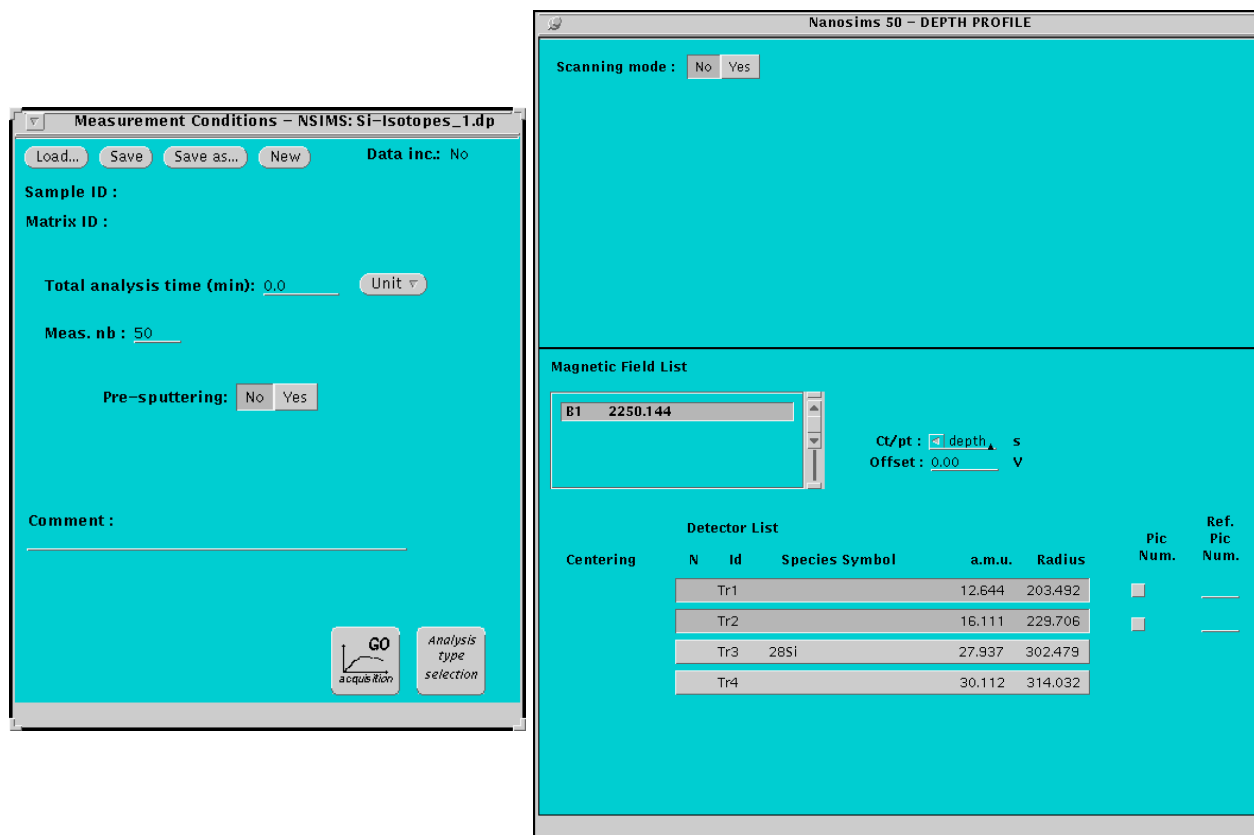 Measurement Conditions – NSIMS: Si–Isotopes_1.dp
Load... Save Save as... New Data inc.: No
Sample ID :
Matrix ID :
Total analysis time (min): 0.0 Unit
Meas. nb : 50
Pre–sputtering: No Yes
Comment :
GO
acquisition
Analysis
type
selection
Nanosims 50 – DEPTH PROFILE
Scanning mode : No Yes
Magnetic Field List
B1 2250.144
Ct/pt : depth s
Offset : 0.00 V
Detector List
Centering N Id Species Symbol a.m.u. Radius
Pic
Num.
Ref.
Pic
Num.
Tr1 12.644 203.492
Tr2 16.111 229.706
Tr3 28Si 27.937 302.479
Tr4 30.112 314.032